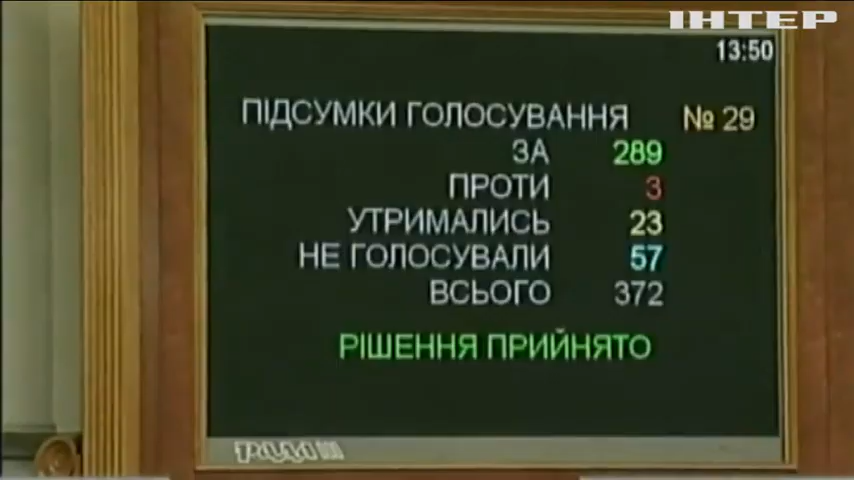 ІНТЕР
13:50
ПІДСУМКИ ГОЛОСУВАННЯ № 29
ЗА 289
ПРОТИ 3
УТРИМАЛИСЬ 23
НЕ ГОЛОСУВАЛИ 57
ВСЬОГО 372
РІШЕННЯ ПРИЙНЯТО